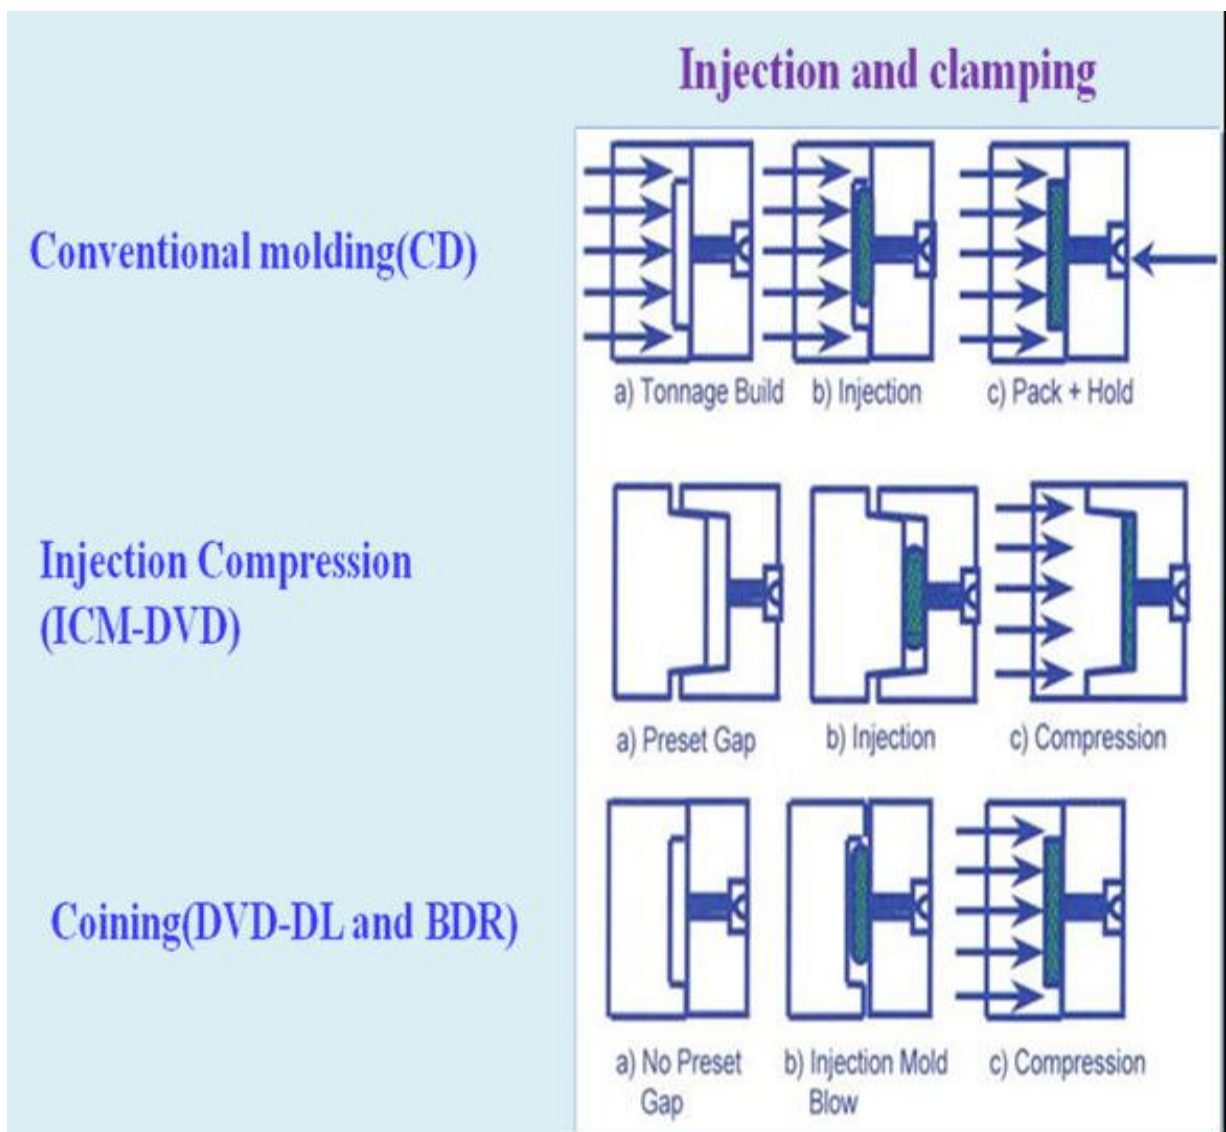 Injection and clamping
Conventional molding(CD)
a) Tonnage Build
b) Injection
c) Pack + Hold
Injection Compression
(ICM-DVD)
a) Preset Gap
b) Injection
c) Compression
Coining(DVD-DL and BDR)
a) No Preset
Gap
b) Injection Mold
Blow
c) Compression